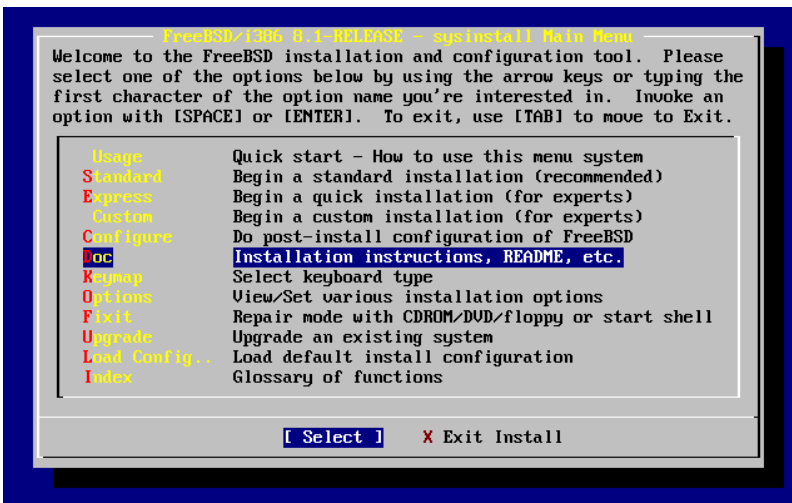 FreeBSD/i386 8.1-RELEASE - sysinstall Main Menu
Welcome to the FreeBSD installation and configuration tool.  Please
select one of the options below by using the arrow keys or typing the
first character of the option name you're interested in.  Invoke an
option with [SPACE] or [ENTER].  To exit, use [TAB] to move to Exit.
Usage Quick start - How to use this menu system
Standard Begin a standard installation (recommended)
Express Begin a quick installation (for experts)
Custom Begin a custom installation (for experts)
Configure Do post-install configuration of FreeBSD
Doc Installation instructions, README, etc.
Keymap Select keyboard type
Options View/Set various installation options
Fixit Repair mode with CDROM/DVD/floppy or start shell
Upgrade Upgrade an existing system
Load Config.. Load default install configuration
Index Glossary of functions
[ Select ] X Exit Install